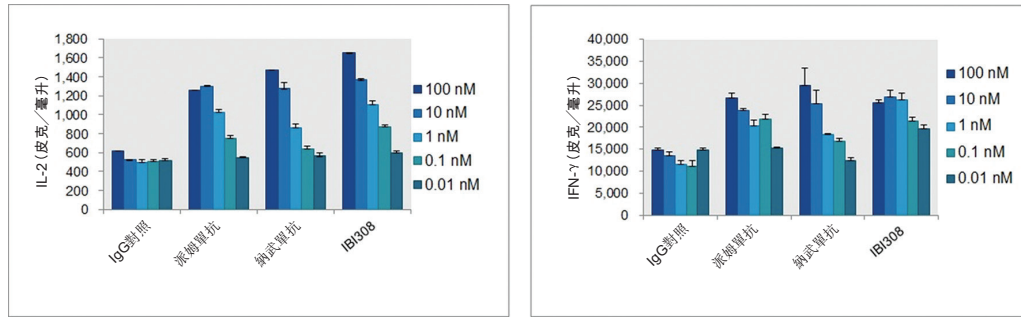 1,800
1,600
1,400
1,200
1,000
800
600
400
200
0
IL-2 (皮克／毫升)
IgG對照
派姆單抗
納武單抗
IBI308
100 nM
10 nM
1 nM
0.1 nM
0.01 nM
40,000
35,000
30,000
25,000
20,000
15,000
10,000
5,000
0
IFN-γ (皮克／毫升)
IgG對照
派姆單抗
納武單抗
IBI308
100 nM
10 nM
1 nM
0.1 nM
0.01 nM